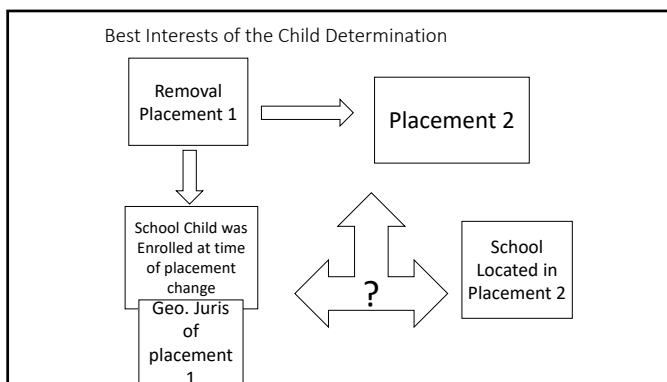 Best Interests of the Child Determination
Removal
Placement 1
Placement 2
School Child was
Enrolled at time
of placement
change
Geo. Juris
of
placement
1
?
School
Located in
Placement 2